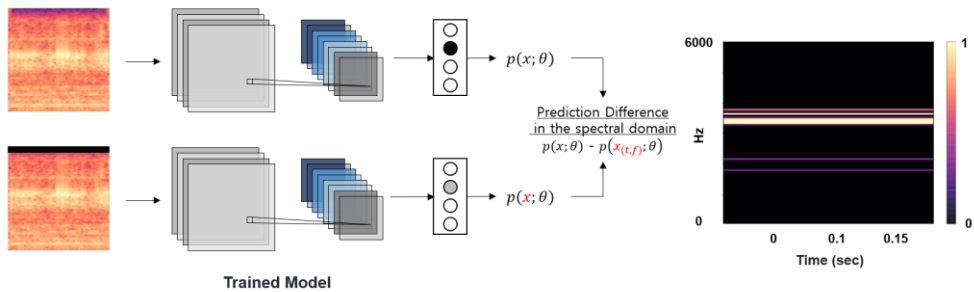 p(x; θ)
Prediction Difference
in the spectral domain
p(x; θ) - p(x(t,f); θ)
p(x; θ)
Trained Model
6000
Hz
0
0
0.1
0.15
Time (sec)
1
0